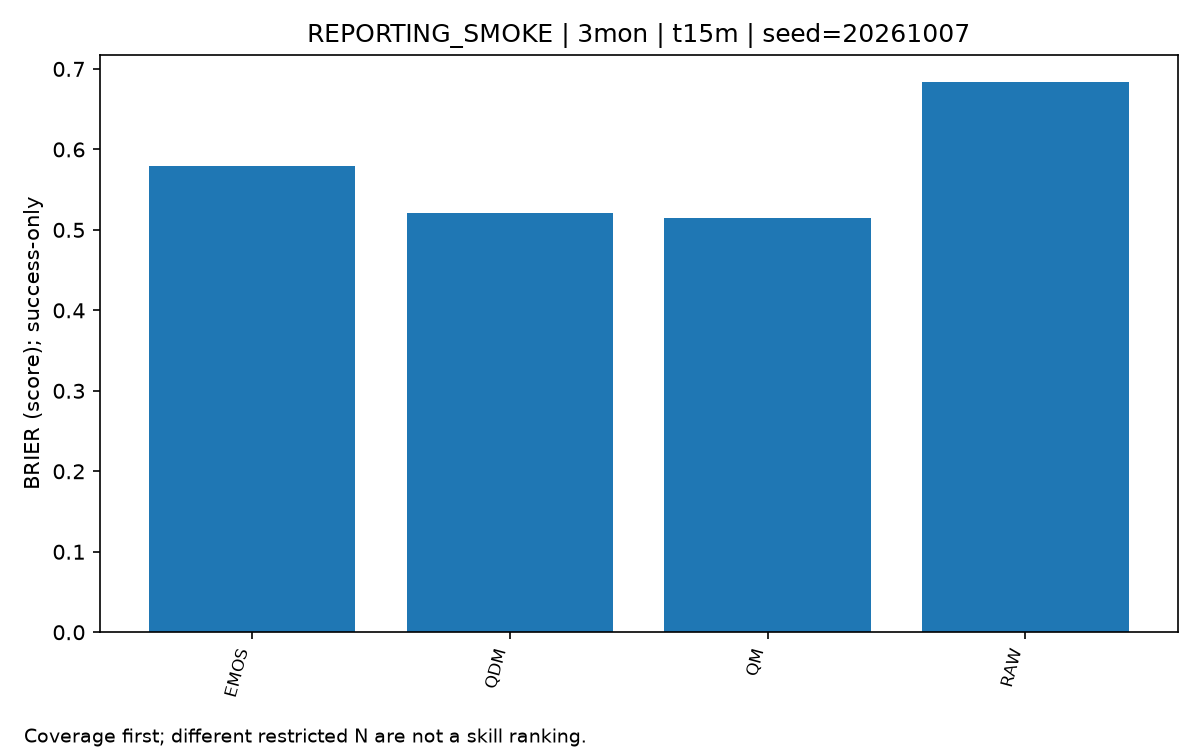 REPORTING_SMOKE | 3mon | t15m | seed=20261007
BRIER (score); success-only
0.7
0.6
0.5
0.4
0.3
0.2
0.1
0.0
EMOS
QDM
QM
RAW
Coverage first; different restricted N are not a skill ranking.